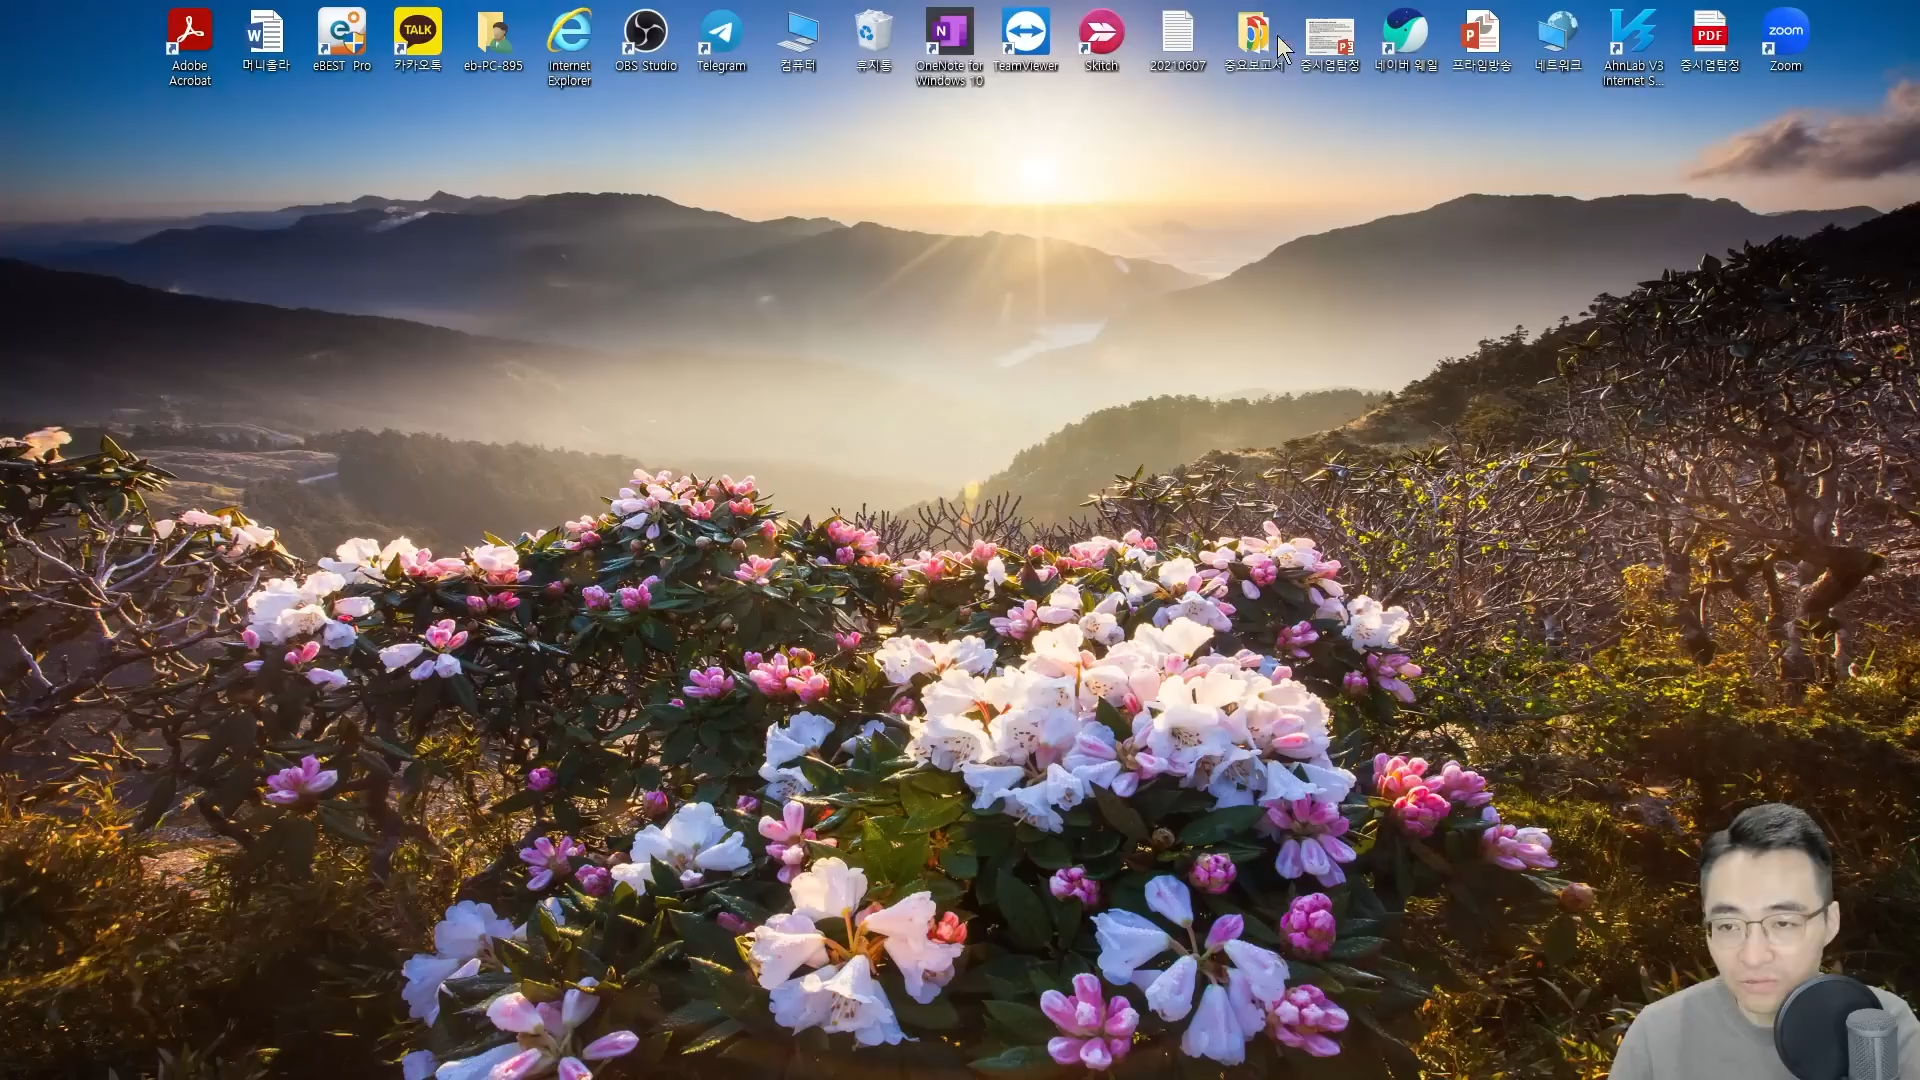 Adobe
Acrobat
머니올라
eBEST Pro
TALK
카카오톡
eb-PC-895
Internet
Explorer
OBS Studio
Telegram
컴퓨터
휴지통
N
OneNote for
Windows 10
TeamViewer
Skitch
20210607
중요보고서
증시염탐정
네이버 웨일
프라임방송
네트워크
AhnLab V3
Internet S...
PDF
증시염탐정
zoom
Zoom